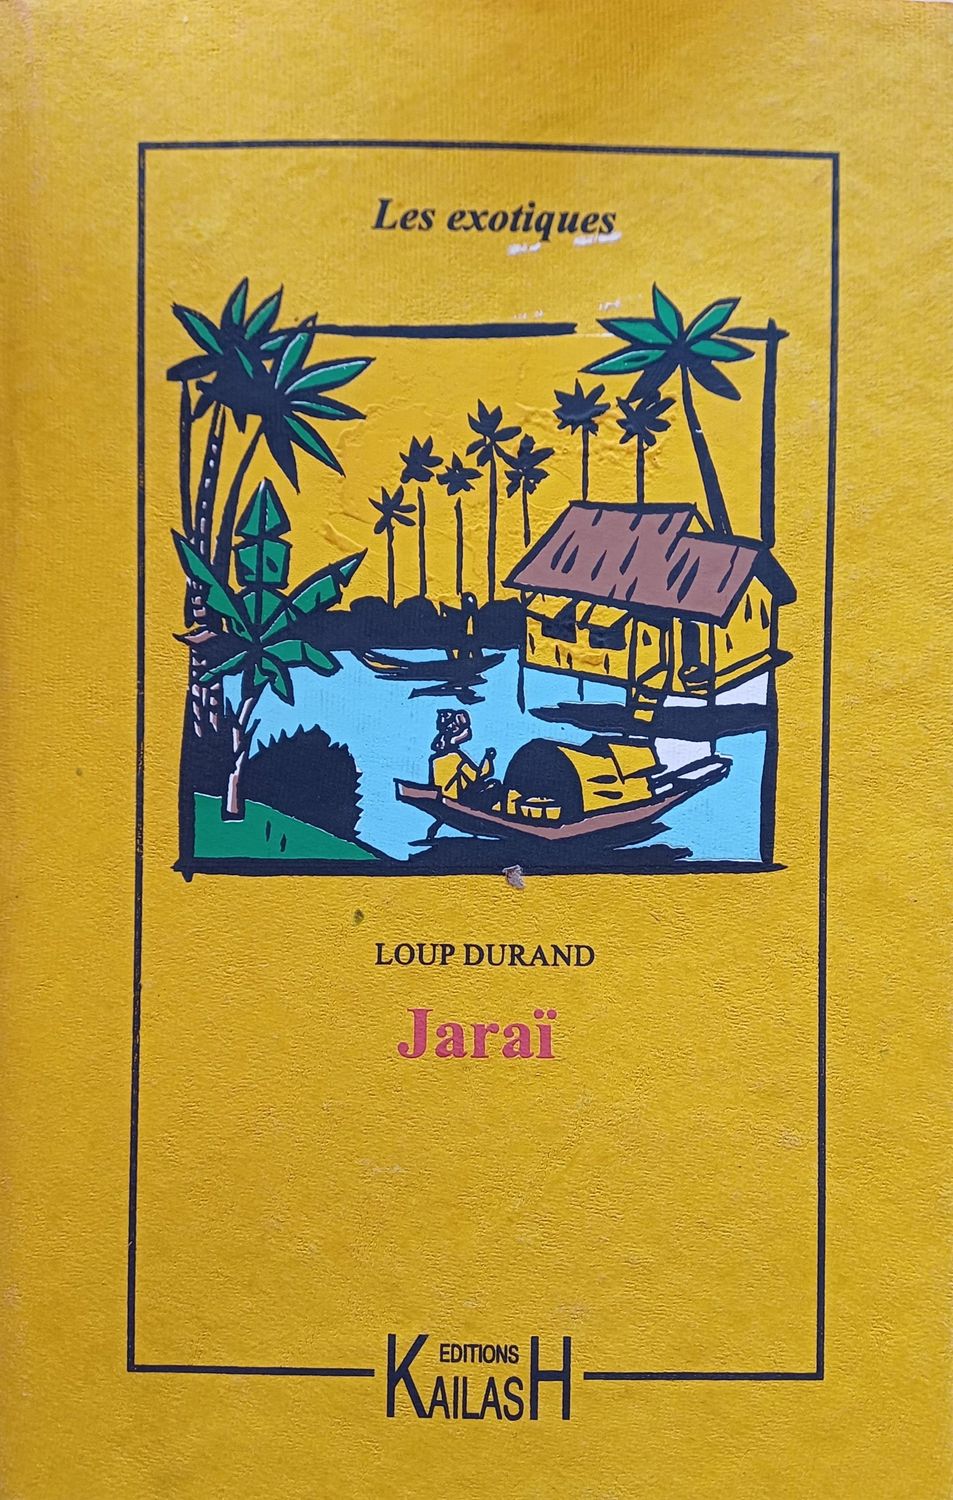 Les exotiques
LOUP DURAND
Jaraï
EDITIONS
KAILASH